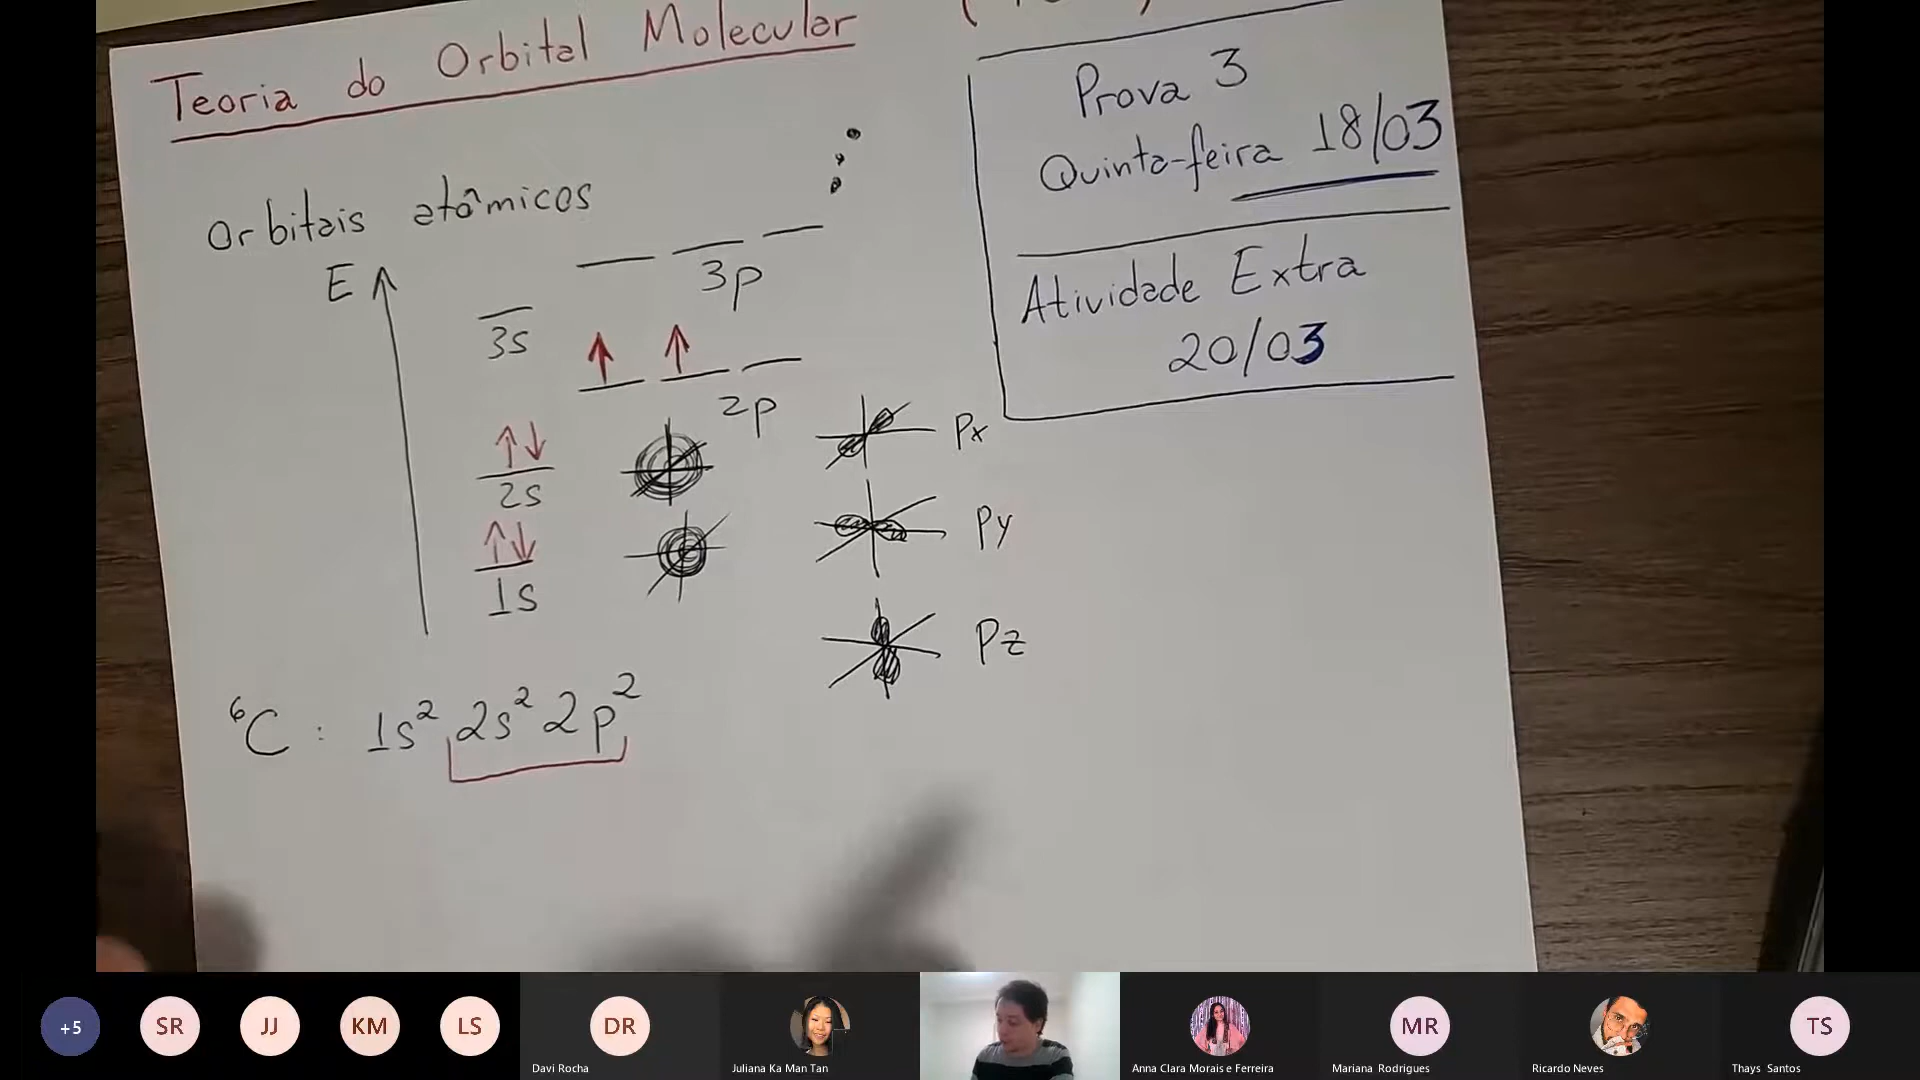 Teoria do Orbital Molecular
Prova 3
Quinta-feira 18/03
Atividade Extra
20/03
Orbitais atômicos
E
3p
3s
2p
2s
1s
Px
Py
Pz
⁶C : 1s² 2s² 2p²
+5
SR
JJ
KM
LS
DR
Davi Rocha
Juliana Ka Man Tan
Anna Clara Morais e Ferreira
MR
Mariana Rodrigues
Ricardo Neves
TS
Thays Santos